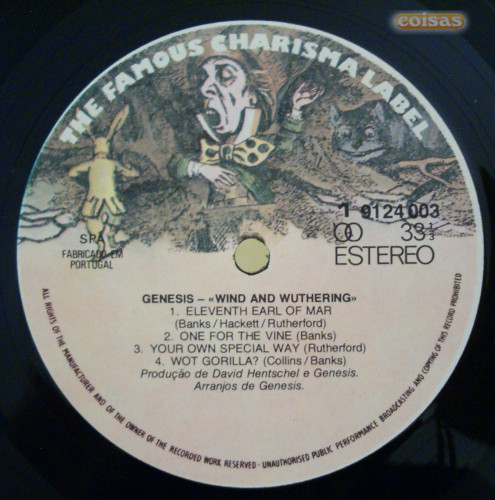 coisas
THE FAMOUS CHARISMA LABEL
1 9124 003
33 1/3
ESTEREO
SPA
FABRICADO EM
PORTUGAL
GENESIS – «WIND AND WUTHERING»
1. ELEVENTH EARL OF MAR
(Banks / Hackett / Rutherford)
2. ONE FOR THE VINE (Banks)
3. YOUR OWN SPECIAL WAY (Rutherford)
4. WOT GORILLA? (Collins / Banks)
Produção de David Hentschel e Genesis.
Arranjos de Genesis.
ALL RIGHTS OF THE MANUFACTURER AND OF THE OWNER OF THE RECORDED WORK RESERVED - UNAUTHORISED PUBLIC PERFORMANCE BROADCASTING AND COPYING OF THIS RECORD PROHIBITED